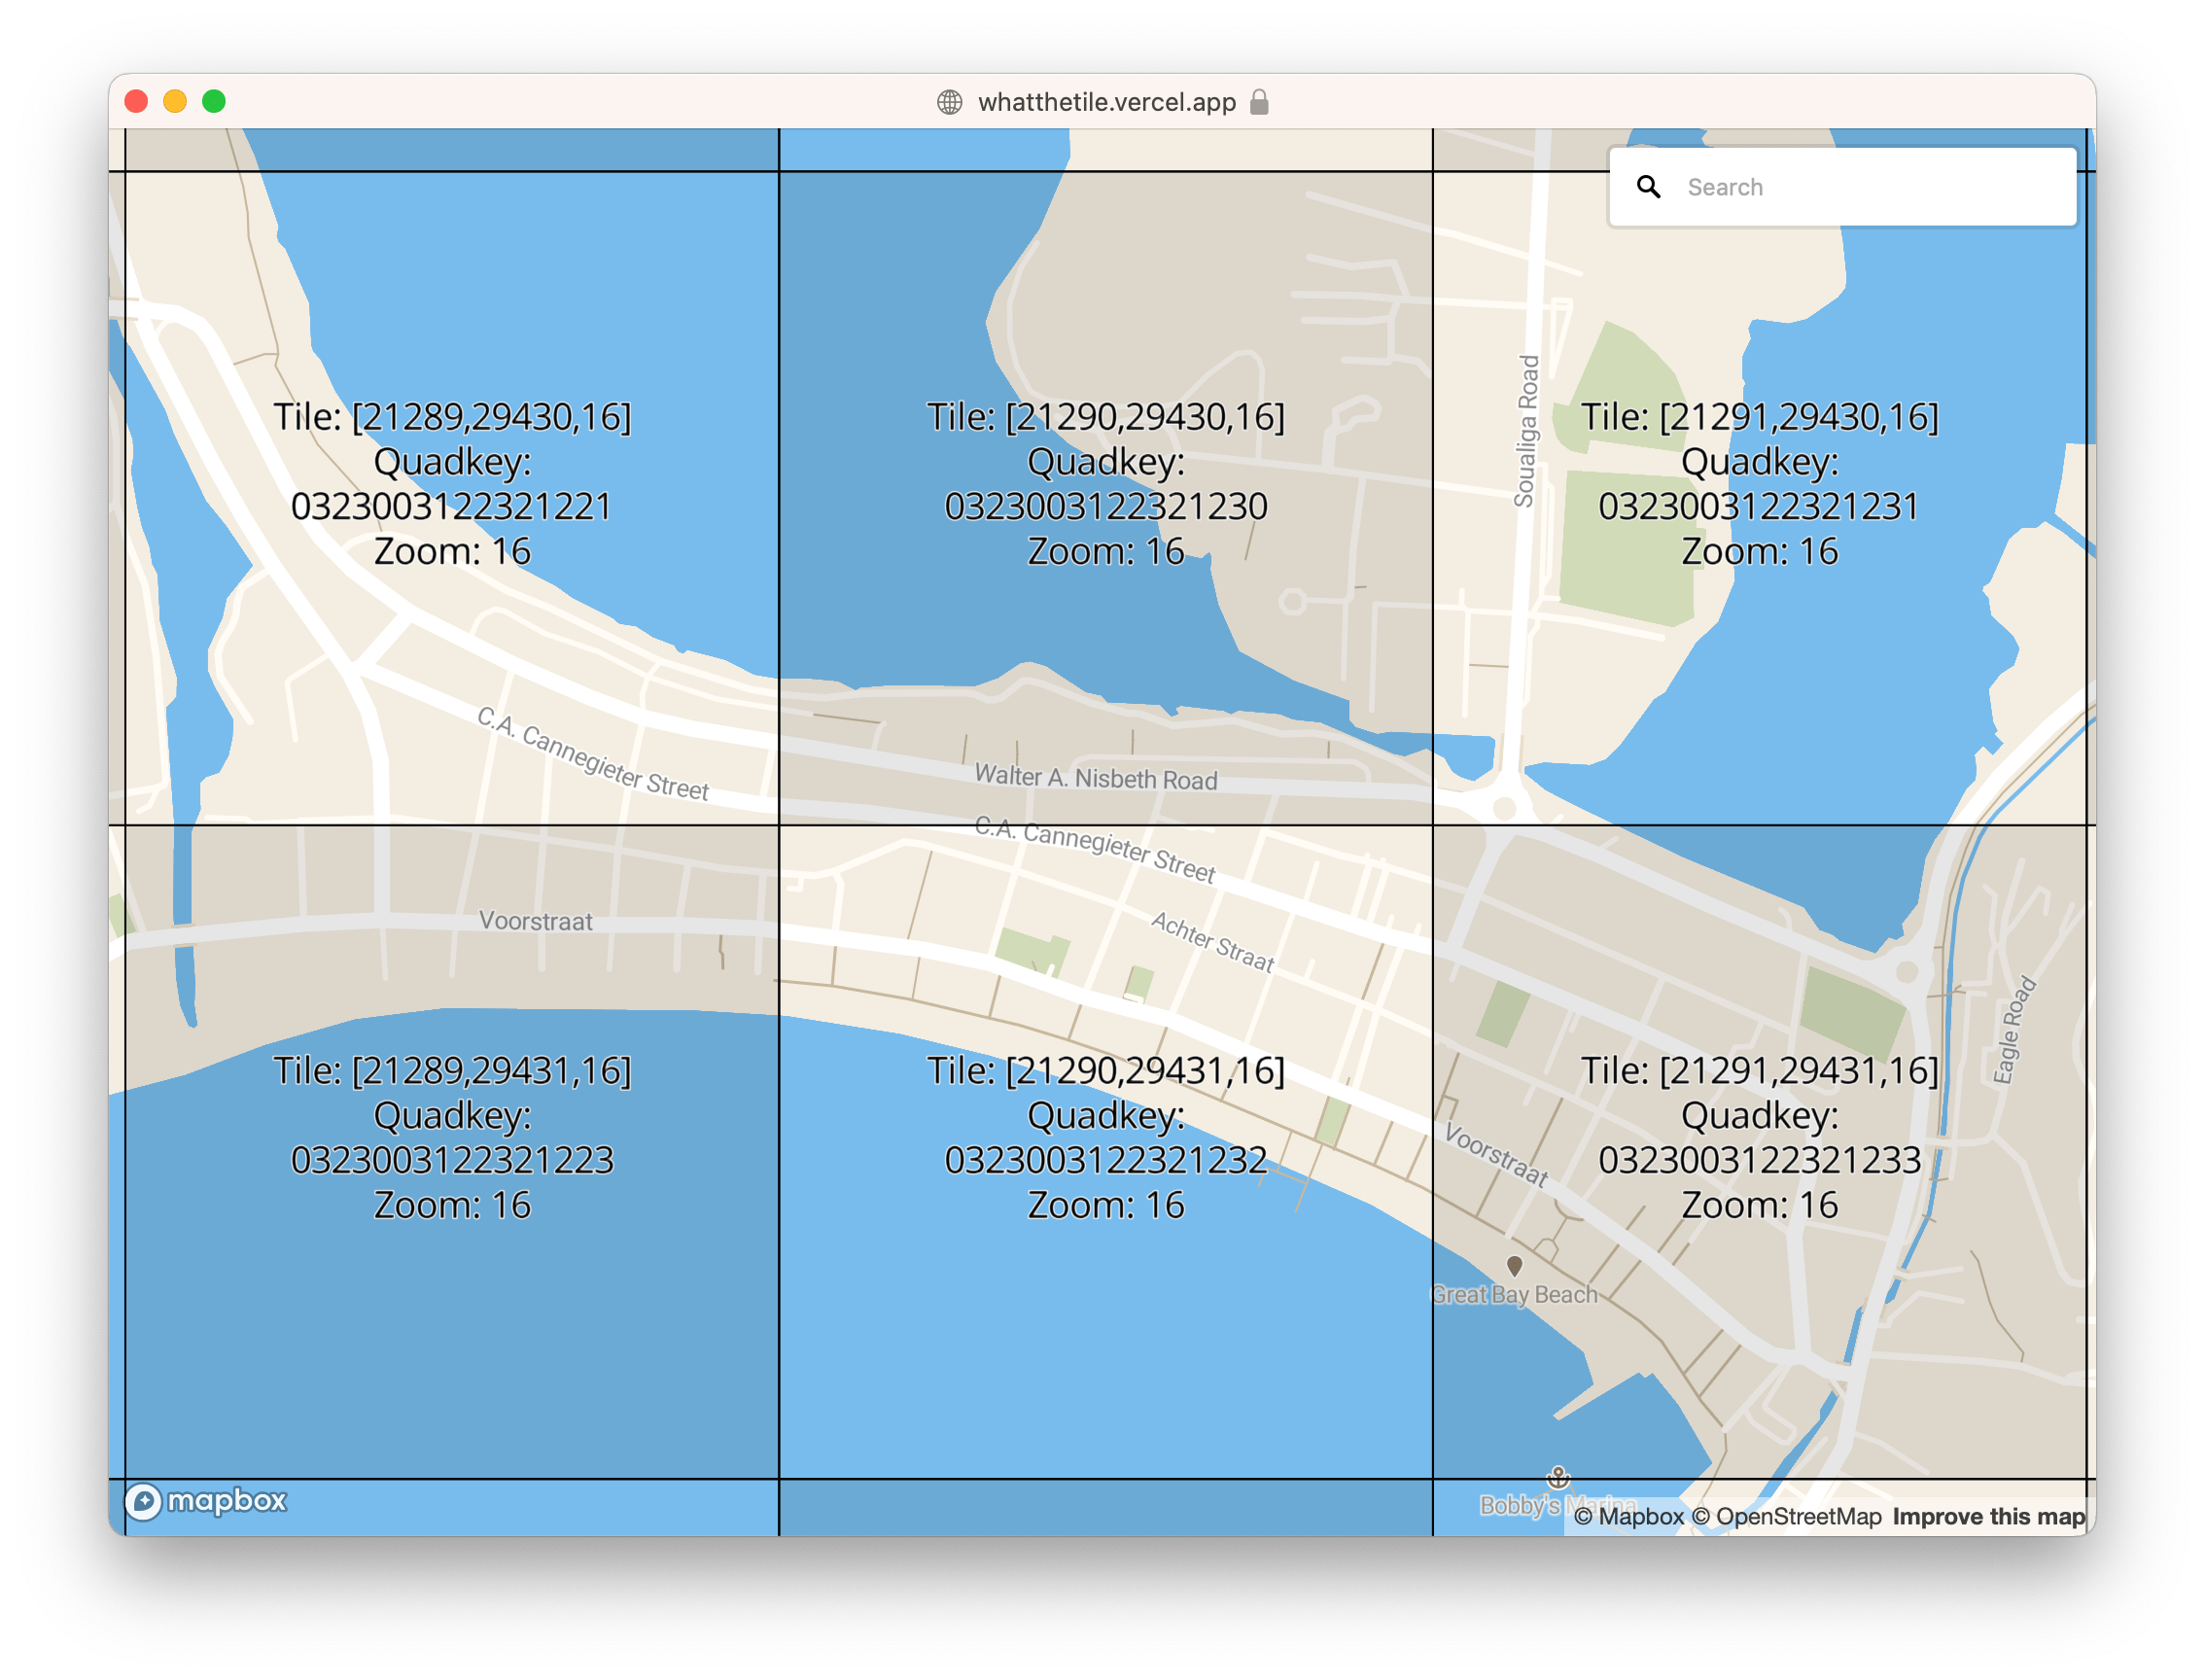 whatthetile.vercel.app
Search
Tile: [21289,29430,16]
Quadkey:
0323003122321221
Zoom: 16
Tile: [21290,29430,16]
Quadkey:
0323003122321230
Zoom: 16
Soualiga Road
Tile: [21291,29430,16]
Quadkey:
0323003122321231
Zoom: 16
C.A. Cannegieter Street
Walter A. Nisbeth Road
C.A. Cannegieter Street
Voorstraat
Achter Straat
Eagle Road
Tile: [21289,29431,16]
Quadkey:
0323003122321223
Zoom: 16
Tile: [21290,29431,16]
Quadkey:
0323003122321232
Zoom: 16
Tile: [21291,29431,16]
Quadkey:
0323003122321233
Zoom: 16
Voorstraat
Great Bay Beach
Bobby's Marina
mapbox
© Mapbox © OpenStreetMap Improve this map